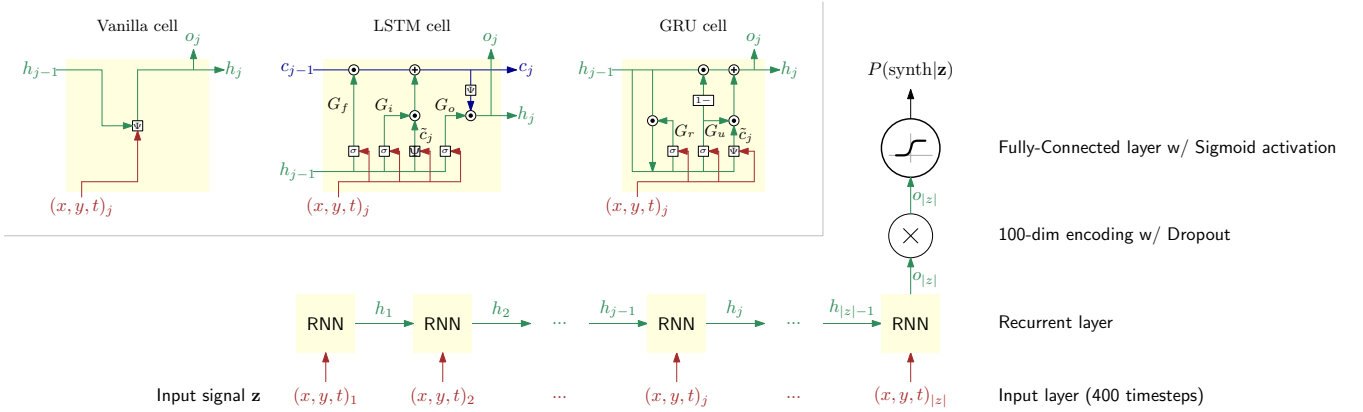 Vanilla cell
LSTM cell
GRU cell
o_j
o_j
o_j
h_{j−1}
h_j
c_{j−1}
c_j
h_{j−1}
h_j
P(synth|𝐳)
Ψ
G_f
G_i
G_o
Ψ
h_j
1−
G_r
G_u
c̃_j
c̃_j
Ψ
σ
σ
Ψ
σ
σ
σ
Ψ
h_{j−1}
(x, y, t)_j
(x, y, t)_j
(x, y, t)_j
Fully-Connected layer w/ Sigmoid activation
o_{|z|}
100-dim encoding w/ Dropout
o_{|z|}
h_1
h_2
h_{j−1}
h_j
h_{|z|−1}
RNN
RNN
...
RNN
...
RNN
Recurrent layer
Input signal 𝐳
(x, y, t)_1
(x, y, t)_2
...
(x, y, t)_j
...
(x, y, t)_{|z|}
Input layer (400 timesteps)